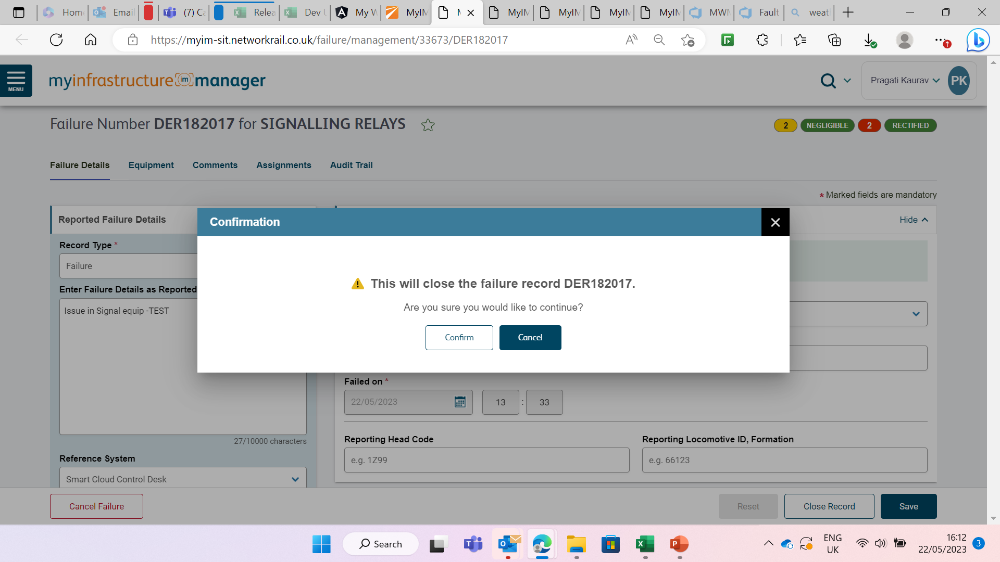 Home
Email
(7) Ca
Relea
Dev U
My W
MyIM
MyIM
MyIM
MyIM
MyIM
MWM
Fault
weat
https://myim-sit.networkrail.co.uk/failure/management/33673/DER182017
MENU
myinfrastructure im manager
Pragati Kaurav
PK
Failure Number DER182017 for SIGNALLING RELAYS
2 NEGLIGIBLE 2 RECTIFIED
Failure Details Equipment Comments Assignments Audit Trail
* Marked fields are mandatory
Reported Failure Details
Hide
Confirmation
Record Type *
Failure
This will close the failure record DER182017.
Enter Failure Details as Reported
Are you sure you would like to continue?
Issue in Signal equip -TEST
Confirm Cancel
Failed on *
22/05/2023 13 : 33
27/10000 characters
Reporting Head Code
Reporting Locomotive ID, Formation
e.g. 1Z99
e.g. 66123
Reference System
Smart Cloud Control Desk
Cancel Failure
Reset
Close Record
Save
Search
ENG
UK
16:12
22/05/2023
3